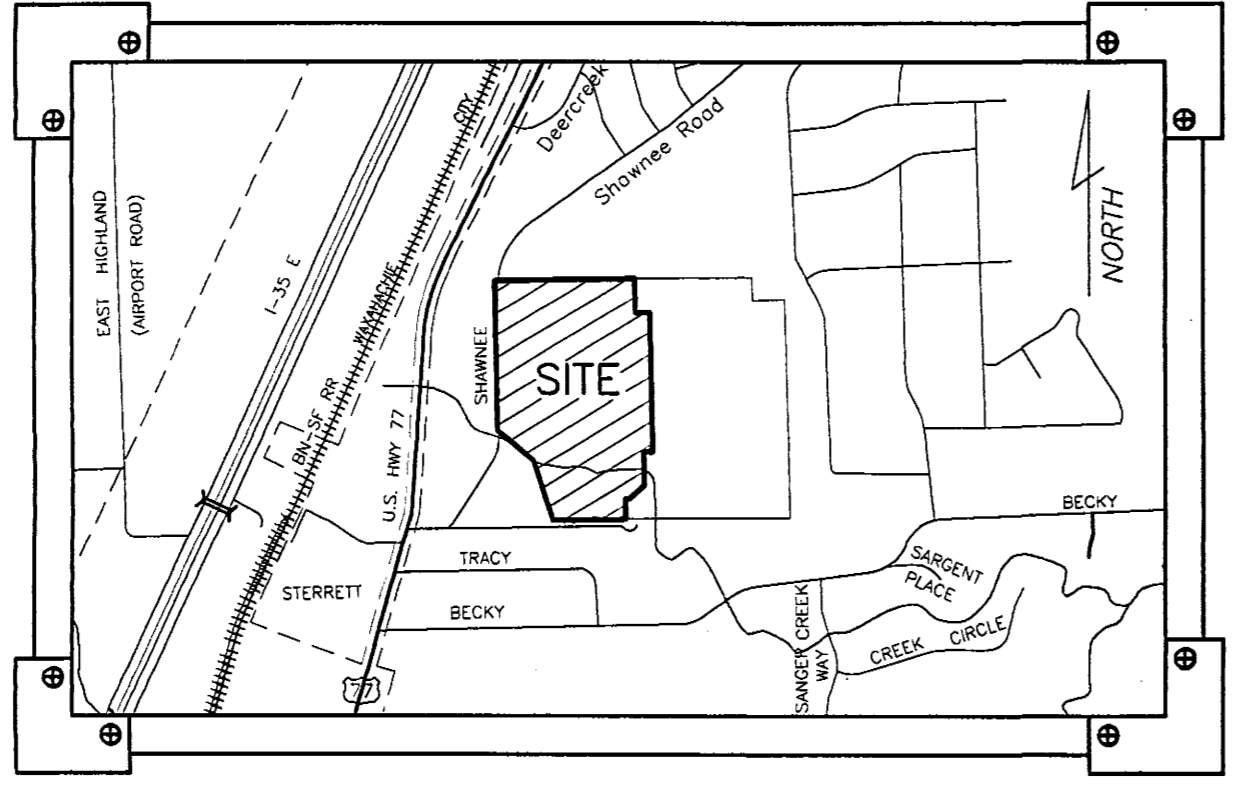 CITY
Deercreek
Shawnee Road
EAST HIGHLAND
(AIRPORT ROAD)
I-35 E
WAXAHACHIE
NORTH
SHAWNEE
SITE
BN-SF RR
U.S. HWY 77
BECKY
TRACY
SARGENT
PLACE
STERRETT
BECKY
SANGER CREEK
WAY
CREEK CIRCLE
77